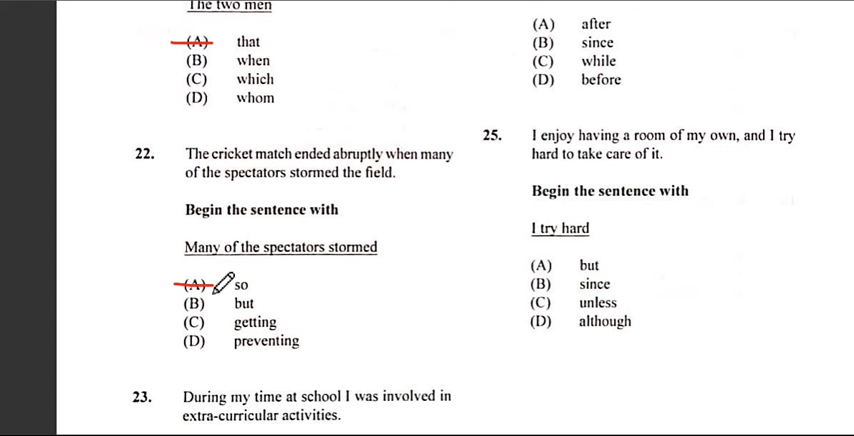 The two men
(A) that
(B) when
(C) which
(D) whom
22. The cricket match ended abruptly when many
of the spectators stormed the field.
Begin the sentence with
Many of the spectators stormed
(A) so
(B) but
(C) getting
(D) preventing
23. During my time at school I was involved in
extra-curricular activities.
(A) after
(B) since
(C) while
(D) before
25. I enjoy having a room of my own, and I try
hard to take care of it.
Begin the sentence with
I try hard
(A) but
(B) since
(C) unless
(D) although